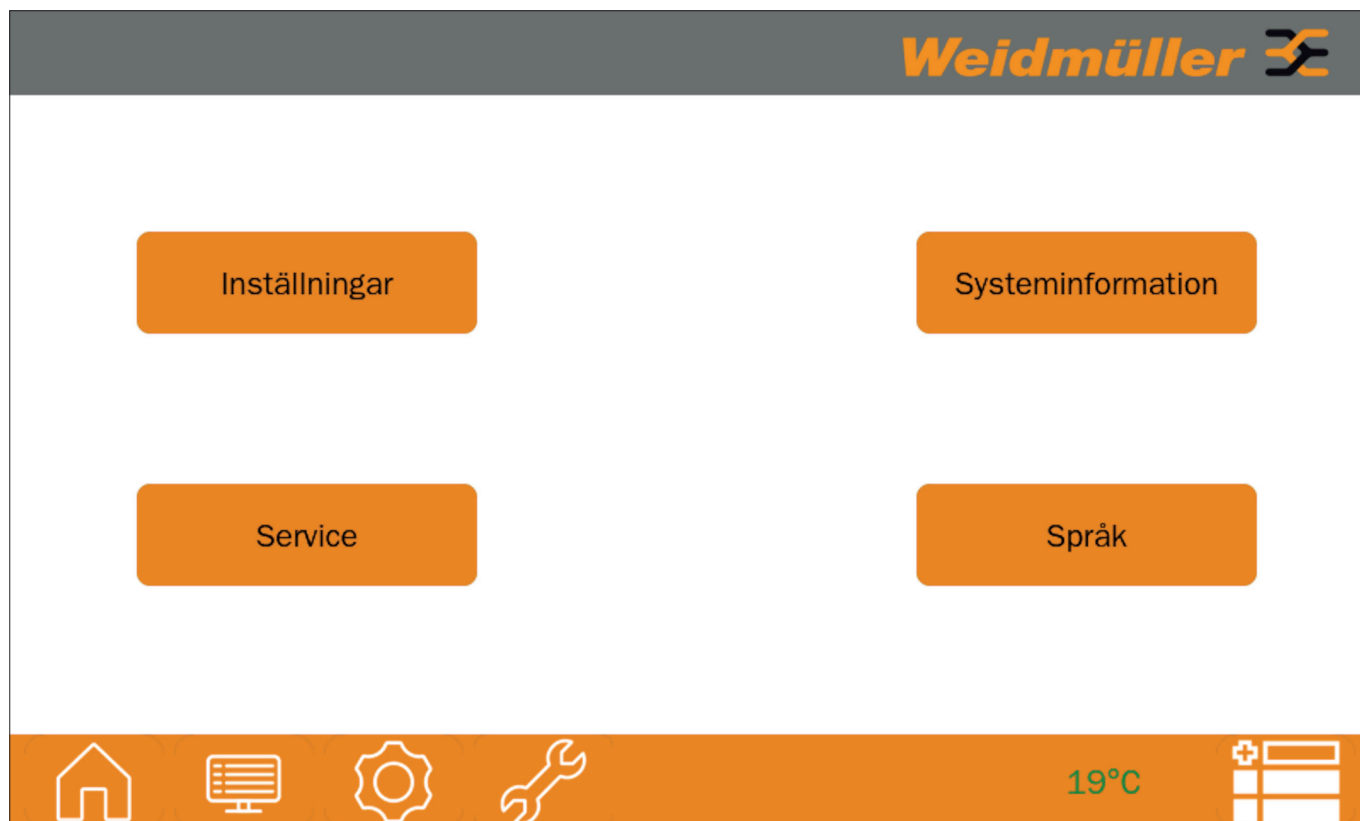 Weidmüller
Inställningar
Systeminformation
Service
Språk
19°C